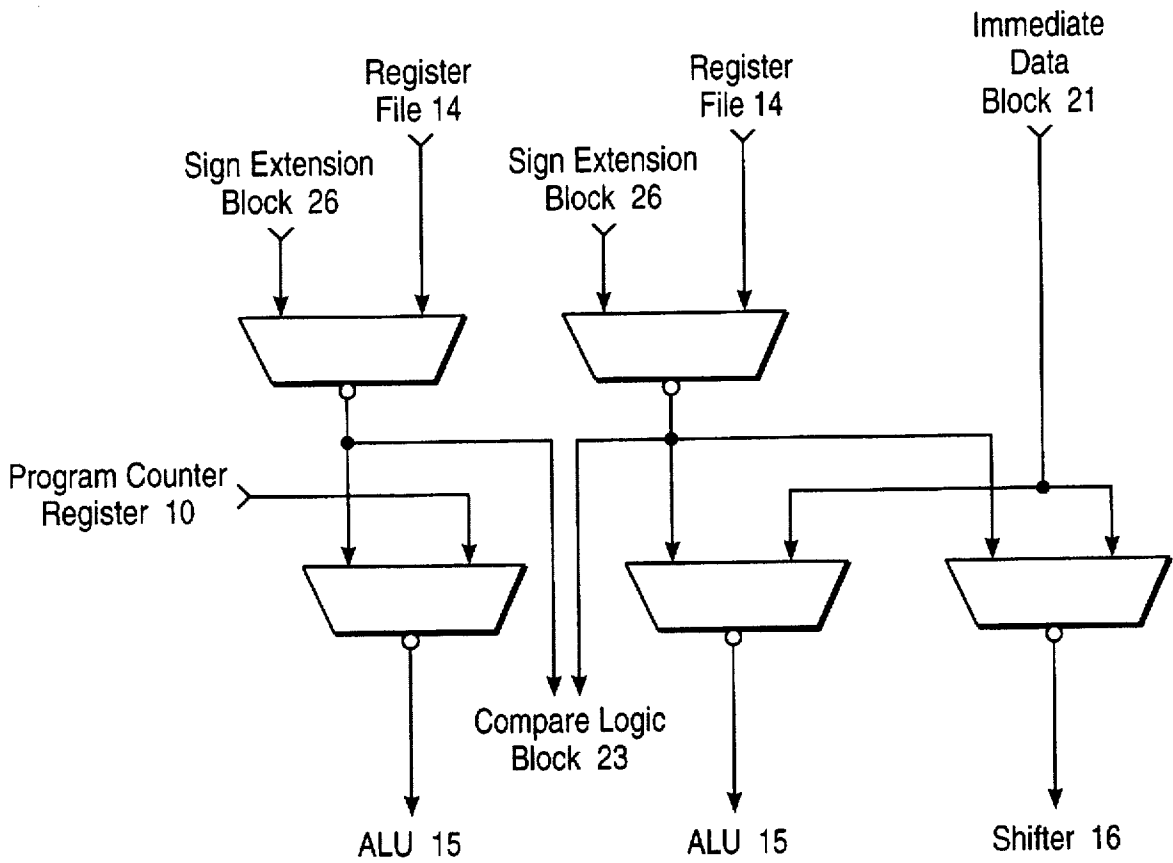 Immediate
Data
Block 21
Register
File 14
Register
File 14
Sign Extension
Block 26
Sign Extension
Block 26
Program Counter
Register 10
Compare Logic
Block 23
ALU 15
ALU 15
Shifter 16